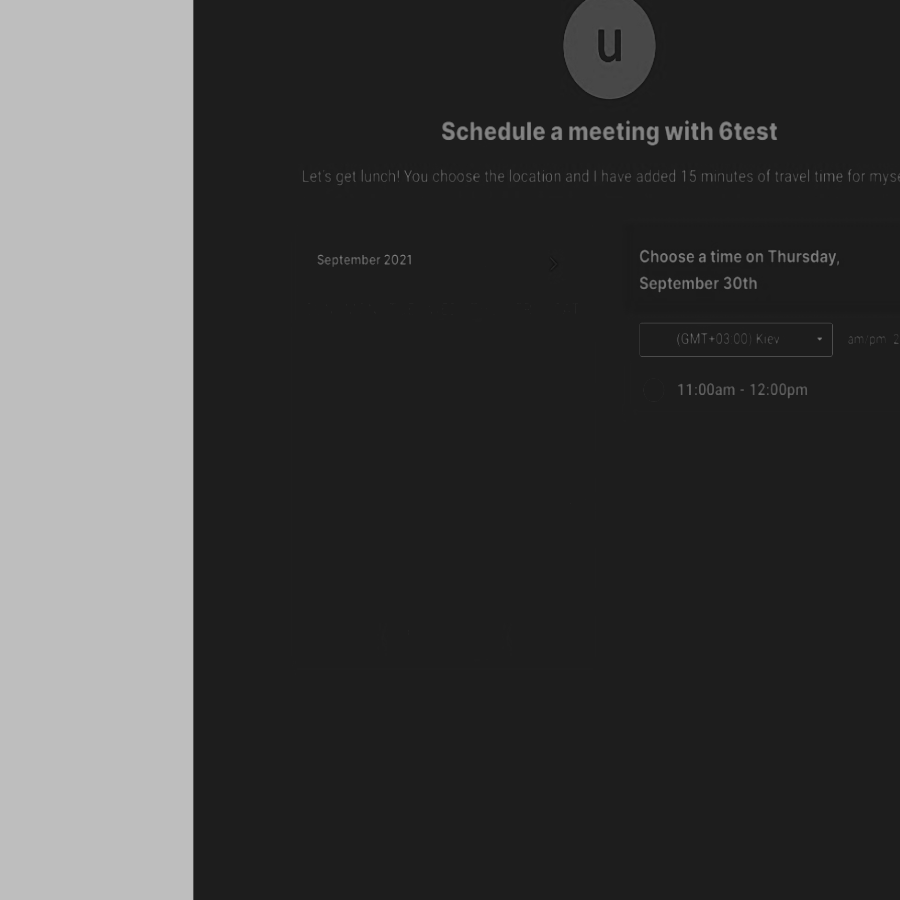 u
Schedule a meeting with 6test
Let's get lunch! You choose the location and I have added 15 minutes of travel time for
September 2021
Choose a time on Thursday,
September 30th
(GMT+03:00) Kiev
am/pm
11:00am - 12:00pm